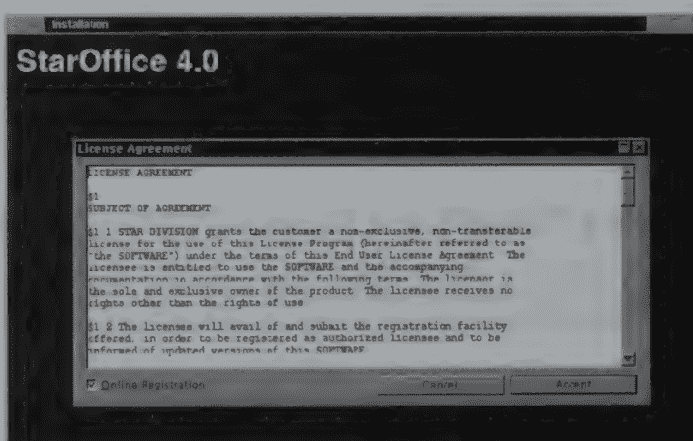 Installation
StarOffice 4.0
License Agreement
LICENSE AGREEMENT
§1
SUBJECT OF AGREEMENT
§1 1 STAR DIVISION grants the customer a non-exclusive, non-transferable
license for the use of this License Program (hereinafter referred to as
"the SOFTWARE") under the terms of this End User License Agreement The
licensee is entitled to use the SOFTWARE and the accompanying
documentation in accordance with the following terms The licensor is
the sole and exclusive owner of the product The licensee receives no
rights other than the rights of use
§1 2 The licensee will avail of and submit the registration facility
offered, in order to be registered as authorized licensee and to be
informed of updated versions of this SOFTWARE
Online Registration
Cancel
Accept